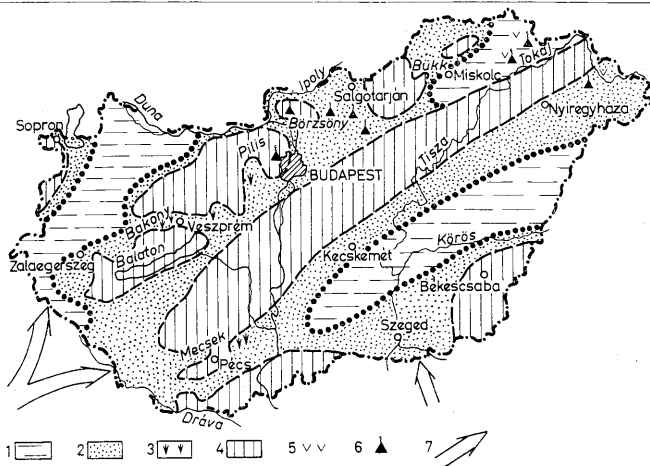 Duna
Ipoly
Bükk
Tokaj
Miskolc
Salgótarján
Sopron
Börzsöny
Nyíregyháza
Pilis
Tisza
BUDAPEST
Bakony
Veszprém
Körös
Zalaegerszeg
Balaton
Kecskemét
Békéscsaba
Szeged
Mecsek
Pécs
Dráva
1 2 3 4 5 6 7